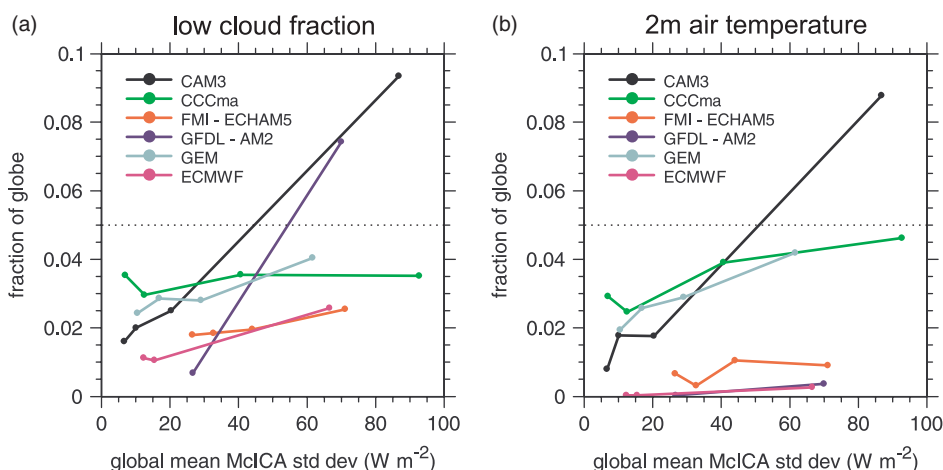 (a) low cloud fraction
0.1
0.08
0.06
0.04
0.02
0
fraction of globe
CAM3
CCCma
FMI - ECHAM5
GFDL - AM2
GEM
ECMWF
0 20 40 60 80 100
global mean McICA std dev (W m-2)
(b) 2m air temperature
0.1
0.08
0.06
0.04
0.02
0
fraction of globe
CAM3
CCCma
FMI - ECHAM5
GFDL - AM2
GEM
ECMWF
0 20 40 60 80 100
global mean McICA std dev (W m-2)